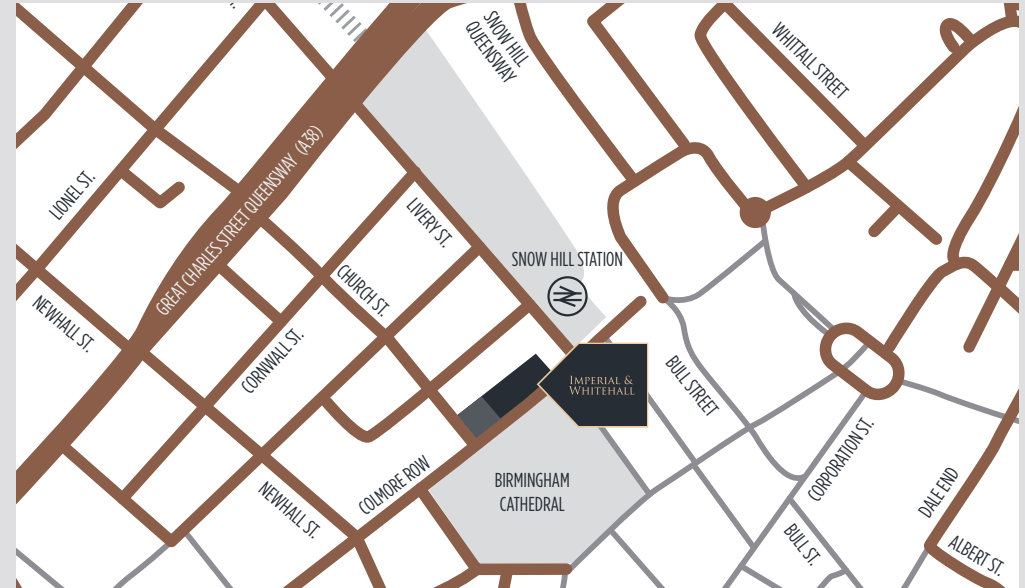 SNOW HILL
QUEENSWAY
WHITTALL STREET
GREAT CHARLES STREET QUEENSWAY (A38)
LIONEL ST.
LIVERY ST.
SNOW HILL STATION
CHURCH ST.
NEWHALL ST.
CORNWALL ST.
IMPERIAL &
WHITEHALL
BULL STREET
COLMORE ROW
CORPORATION ST.
BIRMINGHAM
CATHEDRAL
DALE END
NEWHALL ST.
BULL ST.
ALBERT ST.